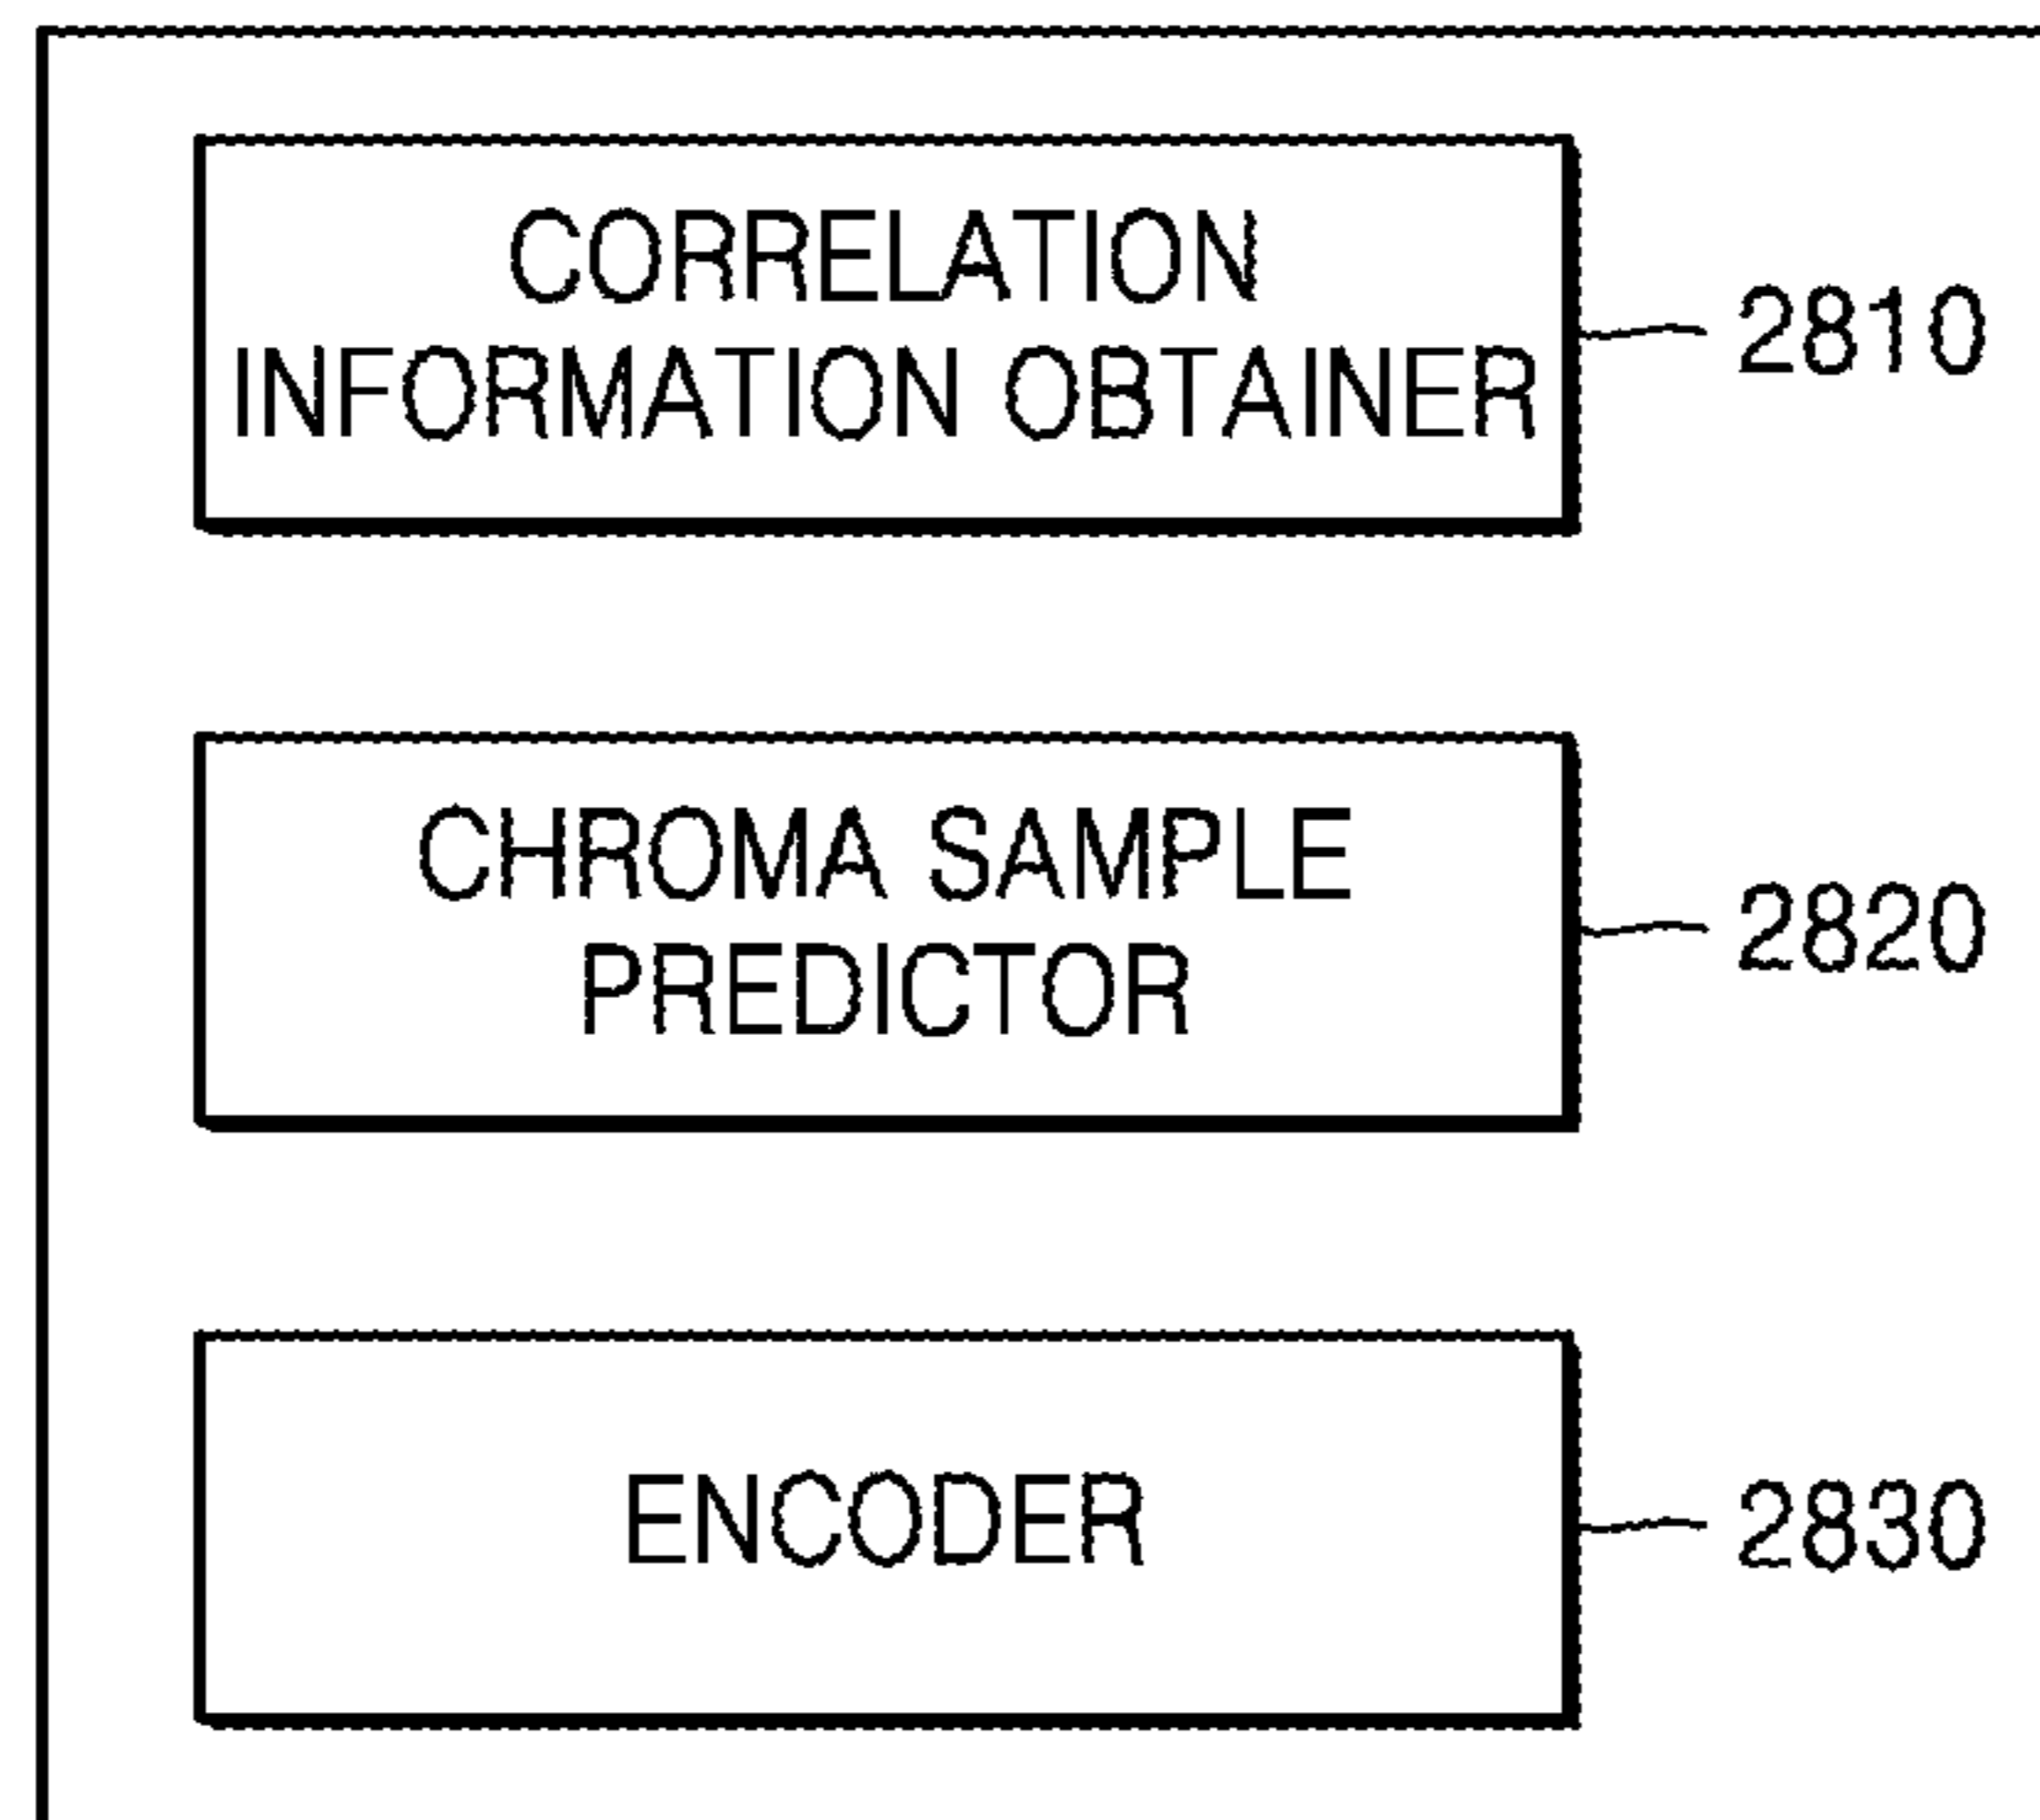 CORRELATION
INFORMATION OBTAINER
2810
CHROMA SAMPLE
PREDICTOR
2820
ENCODER
2830